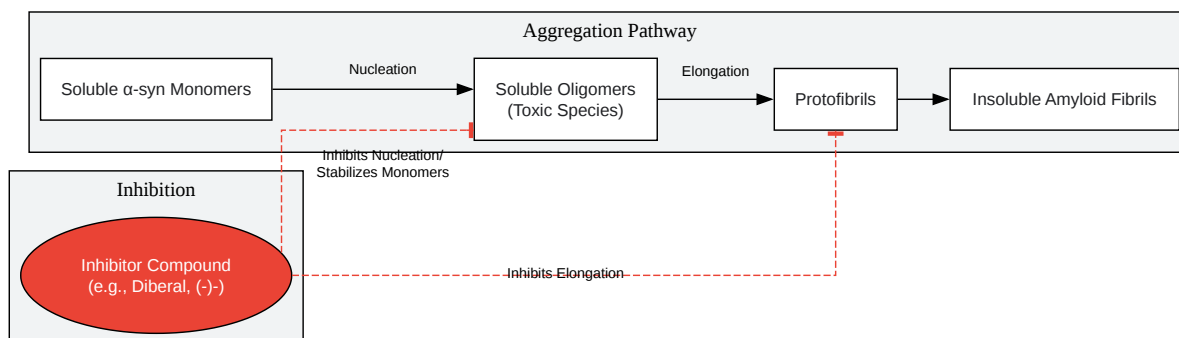 Aggregation Pathway
Nucleation
Elongation
Soluble α-syn Monomers
Soluble Oligomers
(Toxic Species)
Protofibrils
Insoluble Amyloid Fibrils
Inhibits Nucleation/
Stabilizes Monomers
Inhibition
Inhibitor Compound
(e.g., Diberal, (-)-)
Inhibits Elongation